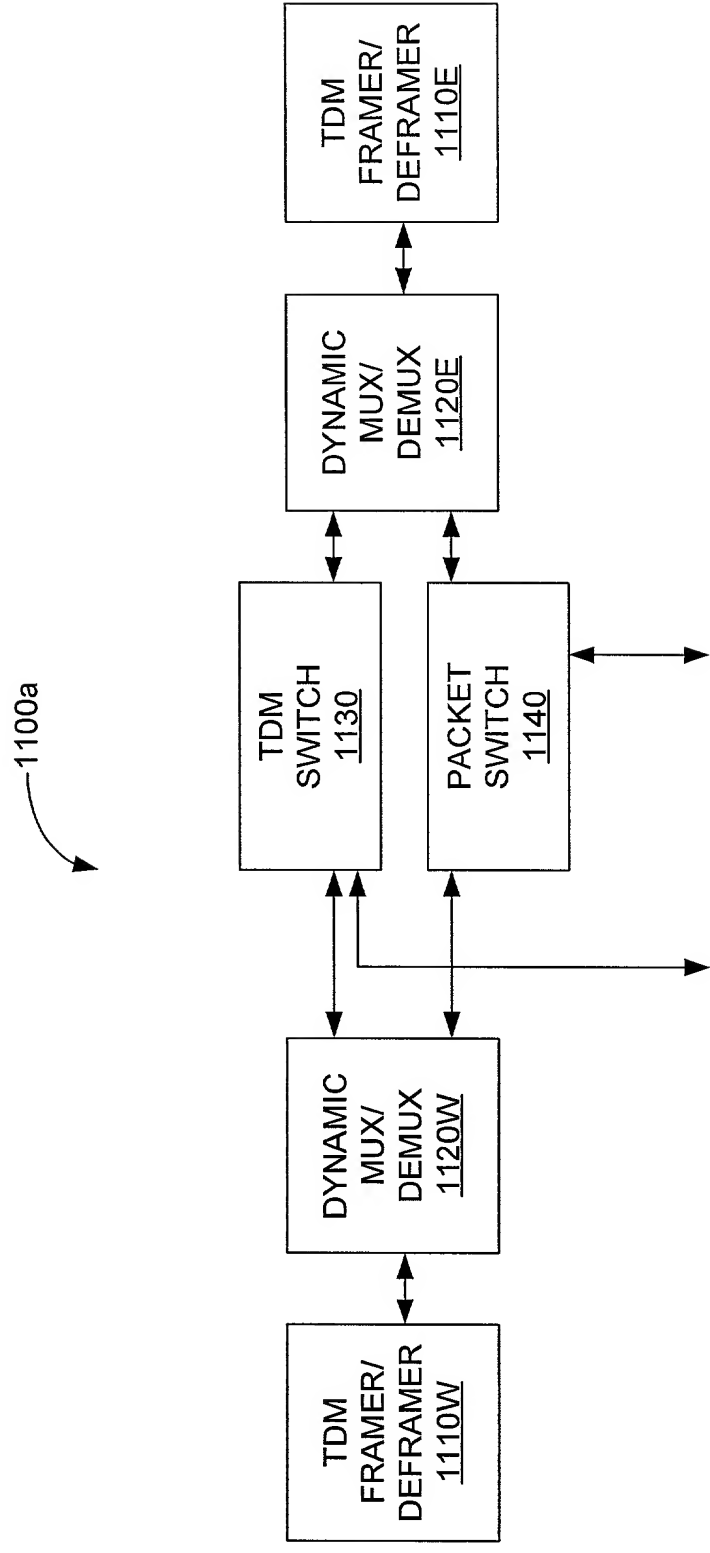 1100a
TDM
FRAMER/
DEFRAMER
1110W
DYNAMIC
MUX/
DEMUX
1120W
TDM
SWITCH
1130
PACKET
SWITCH
1140
DYNAMIC
MUX/
DEMUX
1120E
TDM
FRAMER/
DEFRAMER
1110E